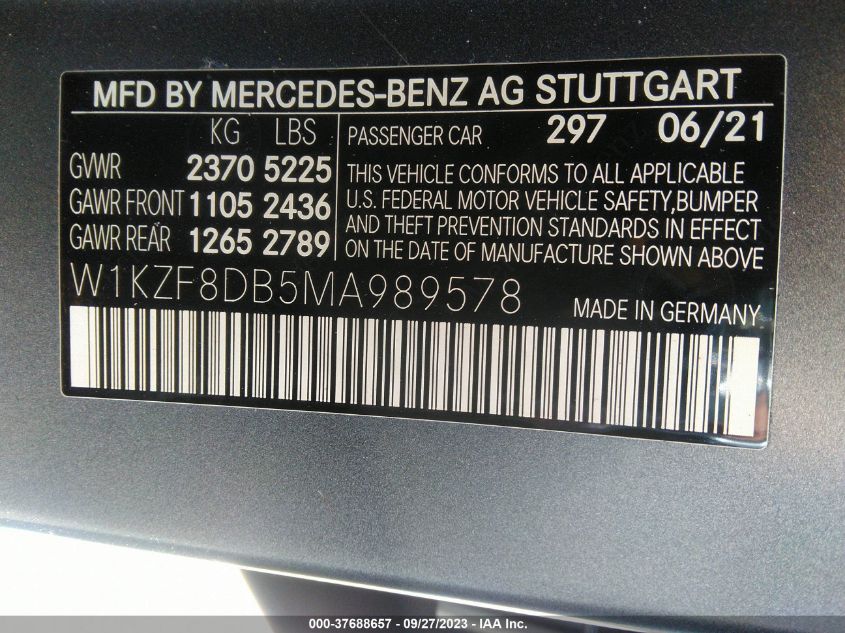 MFD BY MERCEDES-BENZ AG STUTTGART
KG LBS
GVWR 2370 5225
GAWR FRONT 1105 2436
GAWR REAR 1265 2789
PASSENGER CAR 297 06/21
THIS VEHICLE CONFORMS TO ALL APPLICABLE
U.S. FEDERAL MOTOR VEHICLE SAFETY,BUMPER
AND THEFT PREVENTION STANDARDS IN EFFECT
ON THE DATE OF MANUFACTURE SHOWN ABOVE
W1KZF8DB5MA989578
MADE IN GERMANY
000-37688657 / 09/27/2023 - IAA Inc.